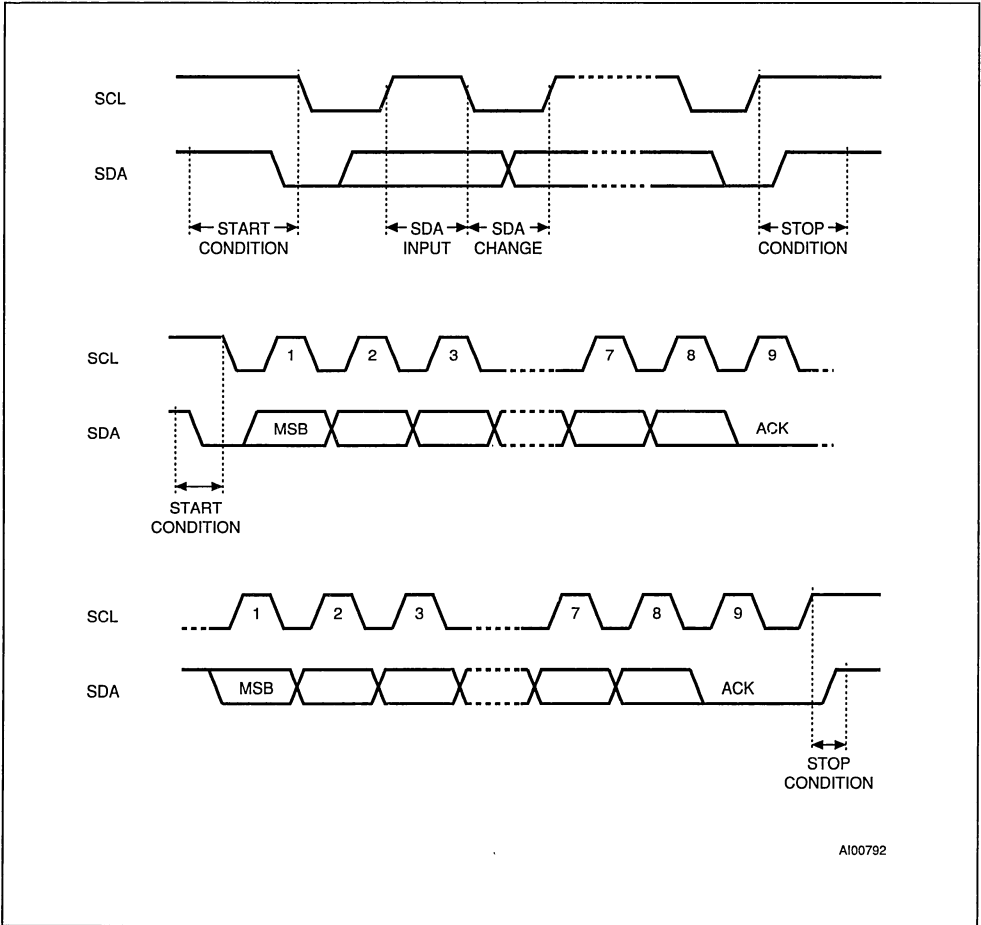 SCL
SDA
START
CONDITION
SDA
INPUT
SDA
CHANGE
STOP
CONDITION
SCL
1 2 3 7 8 9
SDA
MSB
ACK
START
CONDITION
SCL
1 2 3 7 8 9
SDA
MSB
ACK
STOP
CONDITION
AI00792